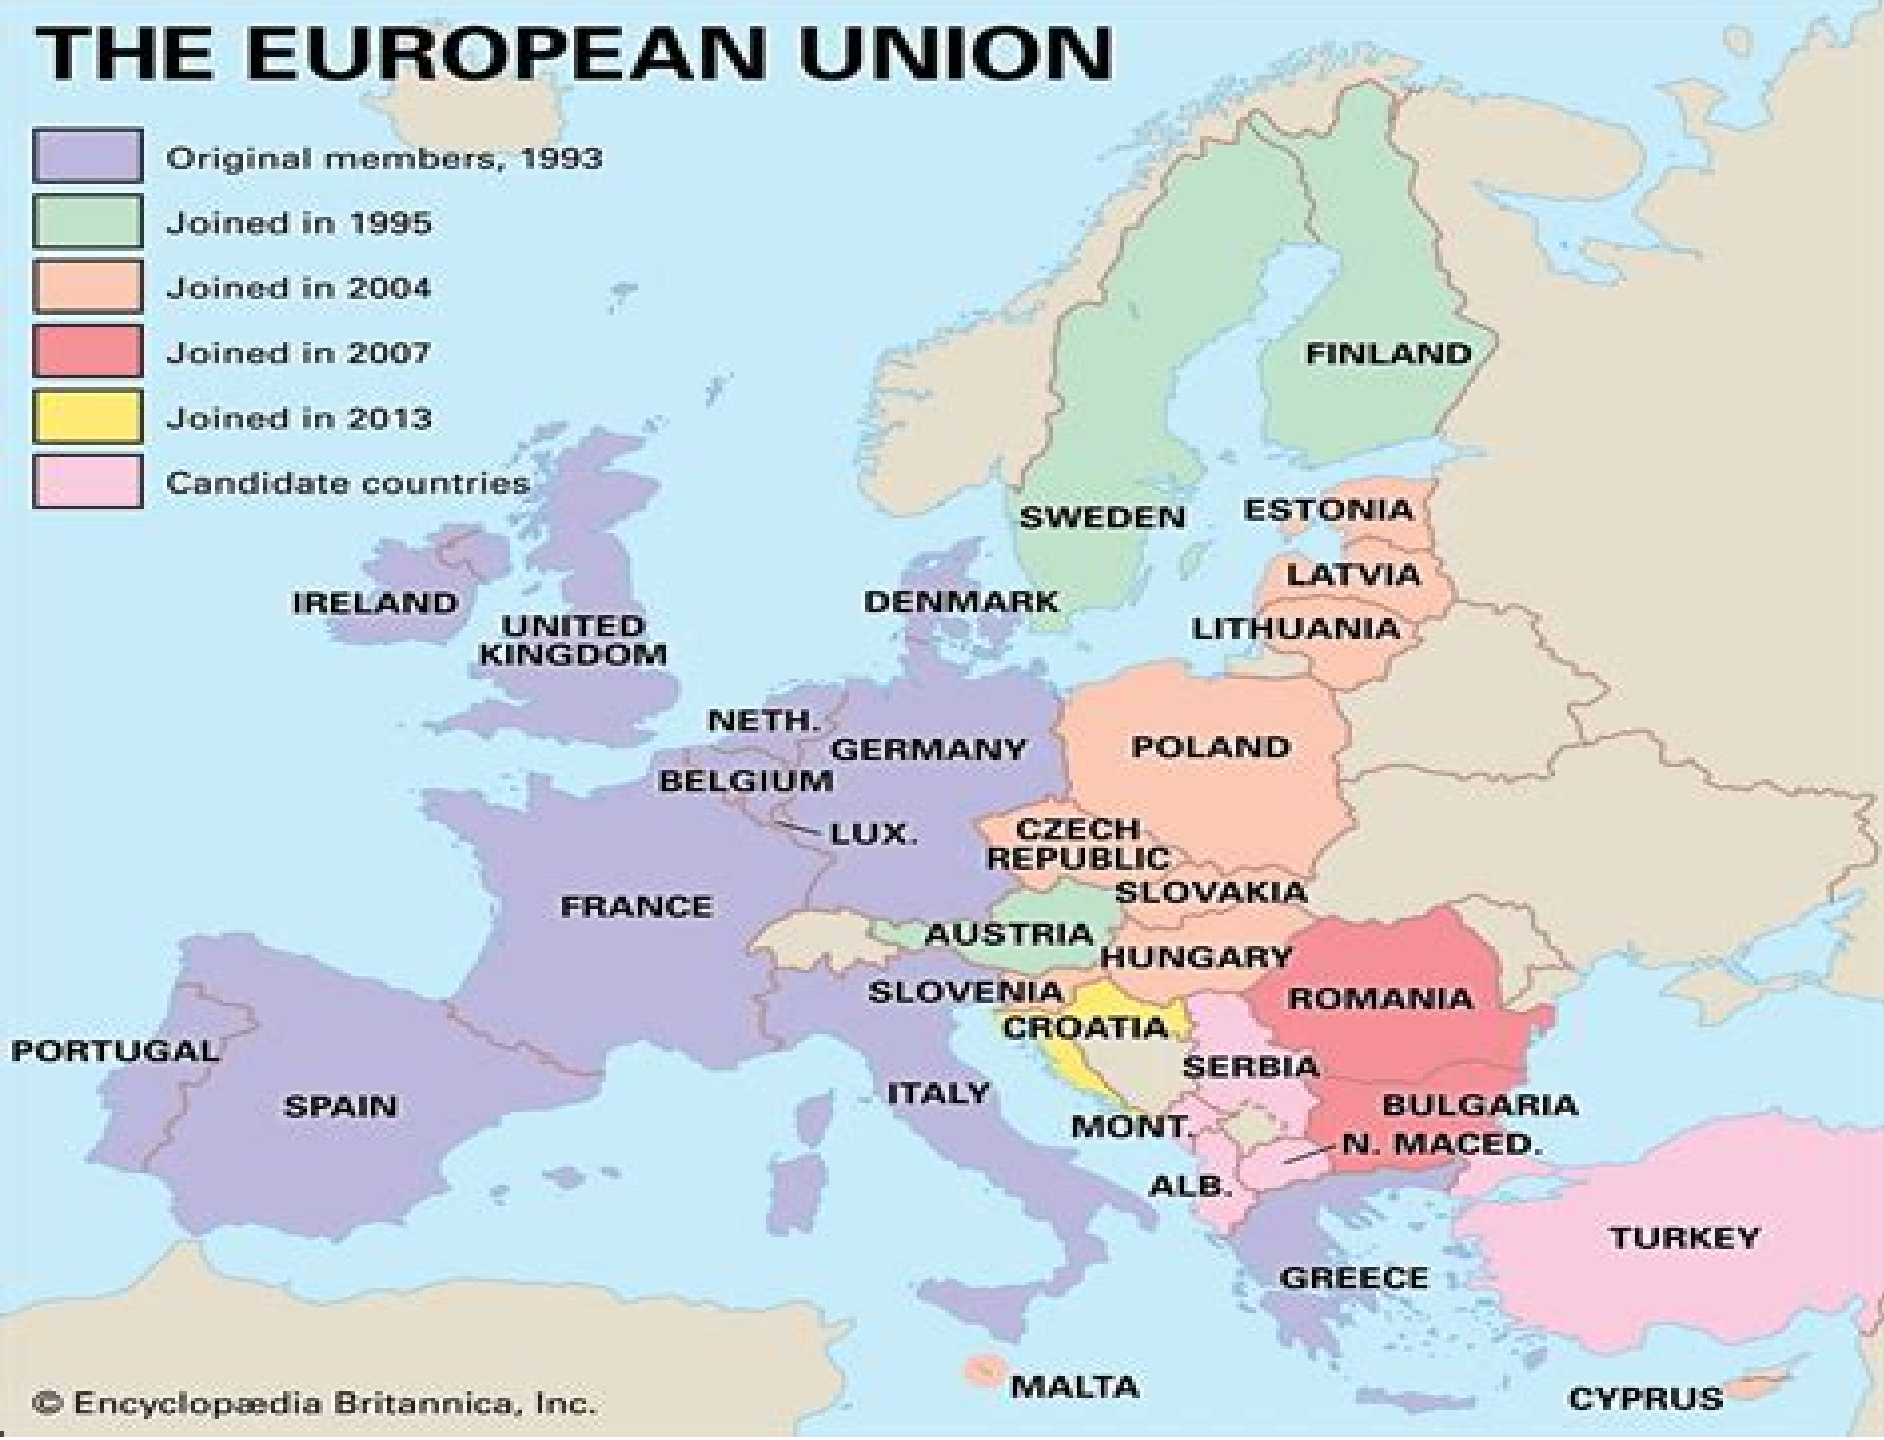 THE EUROPEAN UNION
Original members, 1993
Joined in 1995
Joined in 2004
Joined in 2007
Joined in 2013
Candidate countries
FINLAND
SWEDEN
ESTONIA
LATVIA
LITHUANIA
DENMARK
IRELAND
UNITED
KINGDOM
NETH.
GERMANY
POLAND
BELGIUM
LUX.
CZECH
REPUBLIC
SLOVAKIA
FRANCE
AUSTRIA
HUNGARY
SLOVENIA
ROMANIA
CROATIA
PORTUGAL
SERBIA
SPAIN
ITALY
BULGARIA
MONT.
N. MACED.
ALB.
TURKEY
GREECE
MALTA
CYPRUS
© Encyclopædia Britannica, Inc.